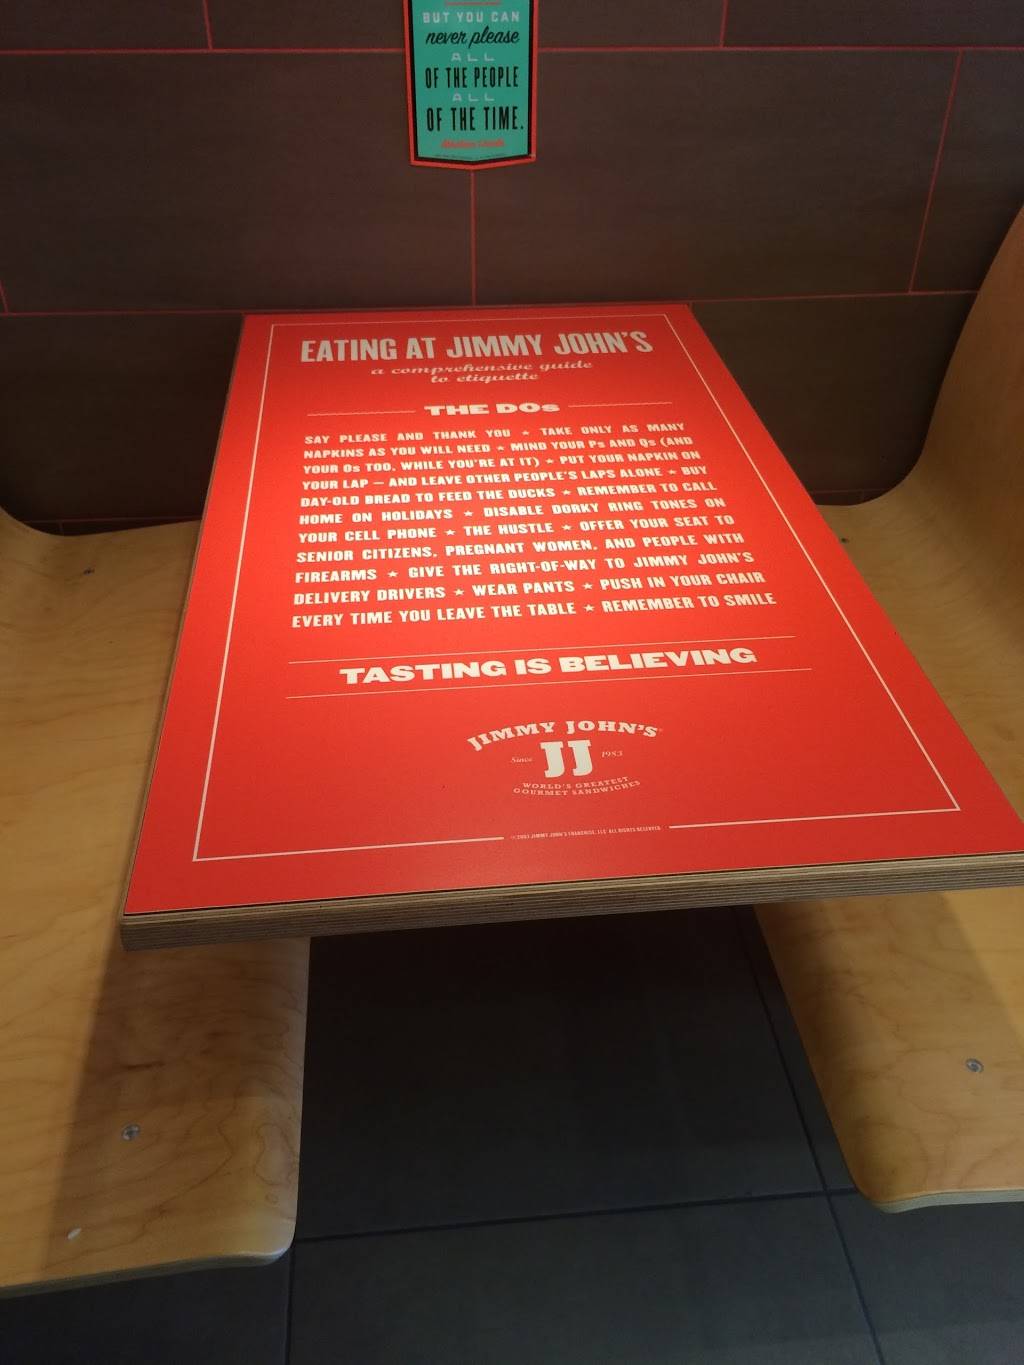 BUT YOU CAN
never please
ALL
OF THE PEOPLE
ALL
OF THE TIME.
EATING AT JIMMY JOHN'S
a comprehensive guide
to etiquette
THE DOs
SAY PLEASE AND THANK YOU ★ TAKE ONLY AS MANY
NAPKINS AS YOU WILL NEED ★ MIND YOUR Ps AND Qs (AND
YOUR Os TOO, WHILE YOU'RE AT IT) ★ PUT YOUR NAPKIN ON
YOUR LAP — AND LEAVE OTHER PEOPLE'S LAPS ALONE ★ BUY
DAY-OLD BREAD TO FEED THE DUCKS ★ REMEMBER TO CALL
HOME ON HOLIDAYS ★ DISABLE DORKY RING TONES ON
YOUR CELL PHONE ★ THE HUSTLE ★ OFFER YOUR SEAT TO
SENIOR CITIZENS, PREGNANT WOMEN, AND PEOPLE WITH
FIREARMS ★ GIVE THE RIGHT-OF-WAY TO JIMMY JOHN'S
DELIVERY DRIVERS ★ WEAR PANTS ★ PUSH IN YOUR CHAIR
EVERY TIME YOU LEAVE THE TABLE ★ REMEMBER TO SMILE
TASTING IS BELIEVING
JIMMY JOHN'S®
Since JJ 1983
WORLD'S GREATEST
GOURMET SANDWICHES
JIMMY JOHN'S FRANCHISE, LLC ALL RIGHTS RESERVED